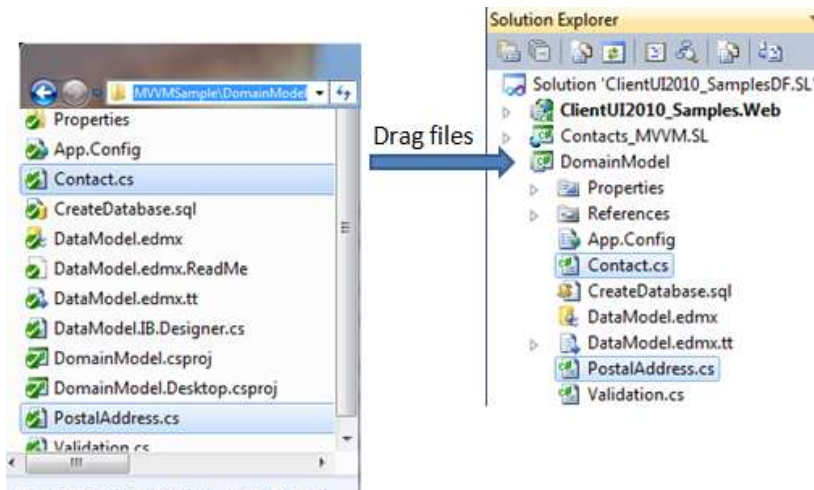 MVVMSample\DomainModel
Properties
App.Config
Contact.cs
CreateDatabase.sql
DataModel.edmx
DataModel.edmx.ReadMe
DataModel.edmx.tt
DataModel.IB.Designer.cs
DomainModel.csproj
DomainModel.Desktop.csproj
PostalAddress.cs
Validation.cs
Drag files
Solution Explorer
Solution 'ClientUI2010_SamplesDF.SL'
ClientUI2010_Samples.Web
Contacts_MVVM.SL
DomainModel
Properties
References
App.Config
Contact.cs
CreateDatabase.sql
DataModel.edmx
DataModel.edmx.tt
PostalAddress.cs
Validation.cs